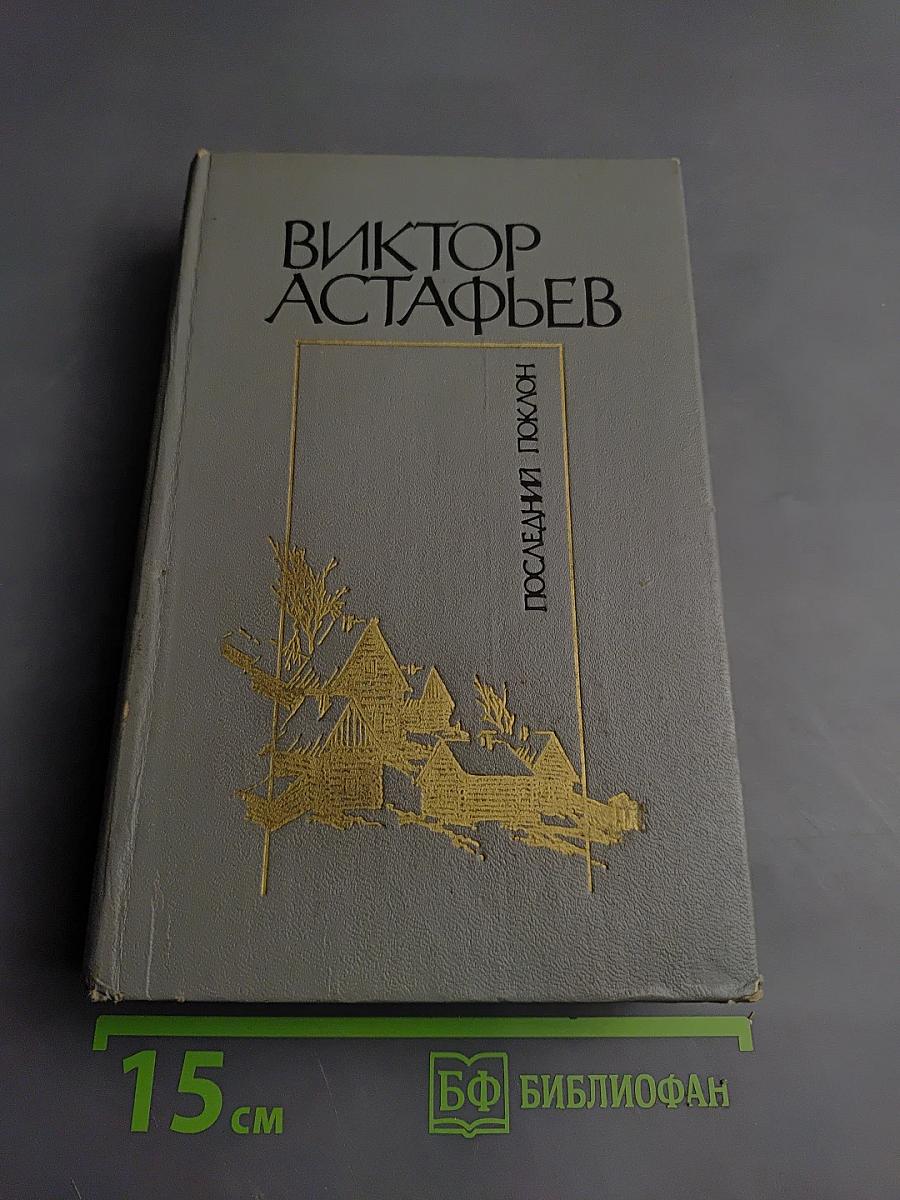 ВИКТОР
АСТАФЬЕВ
ПОСЛЕДНИЙ ПОКЛОН
15 см
БФ БИБЛИОФАН